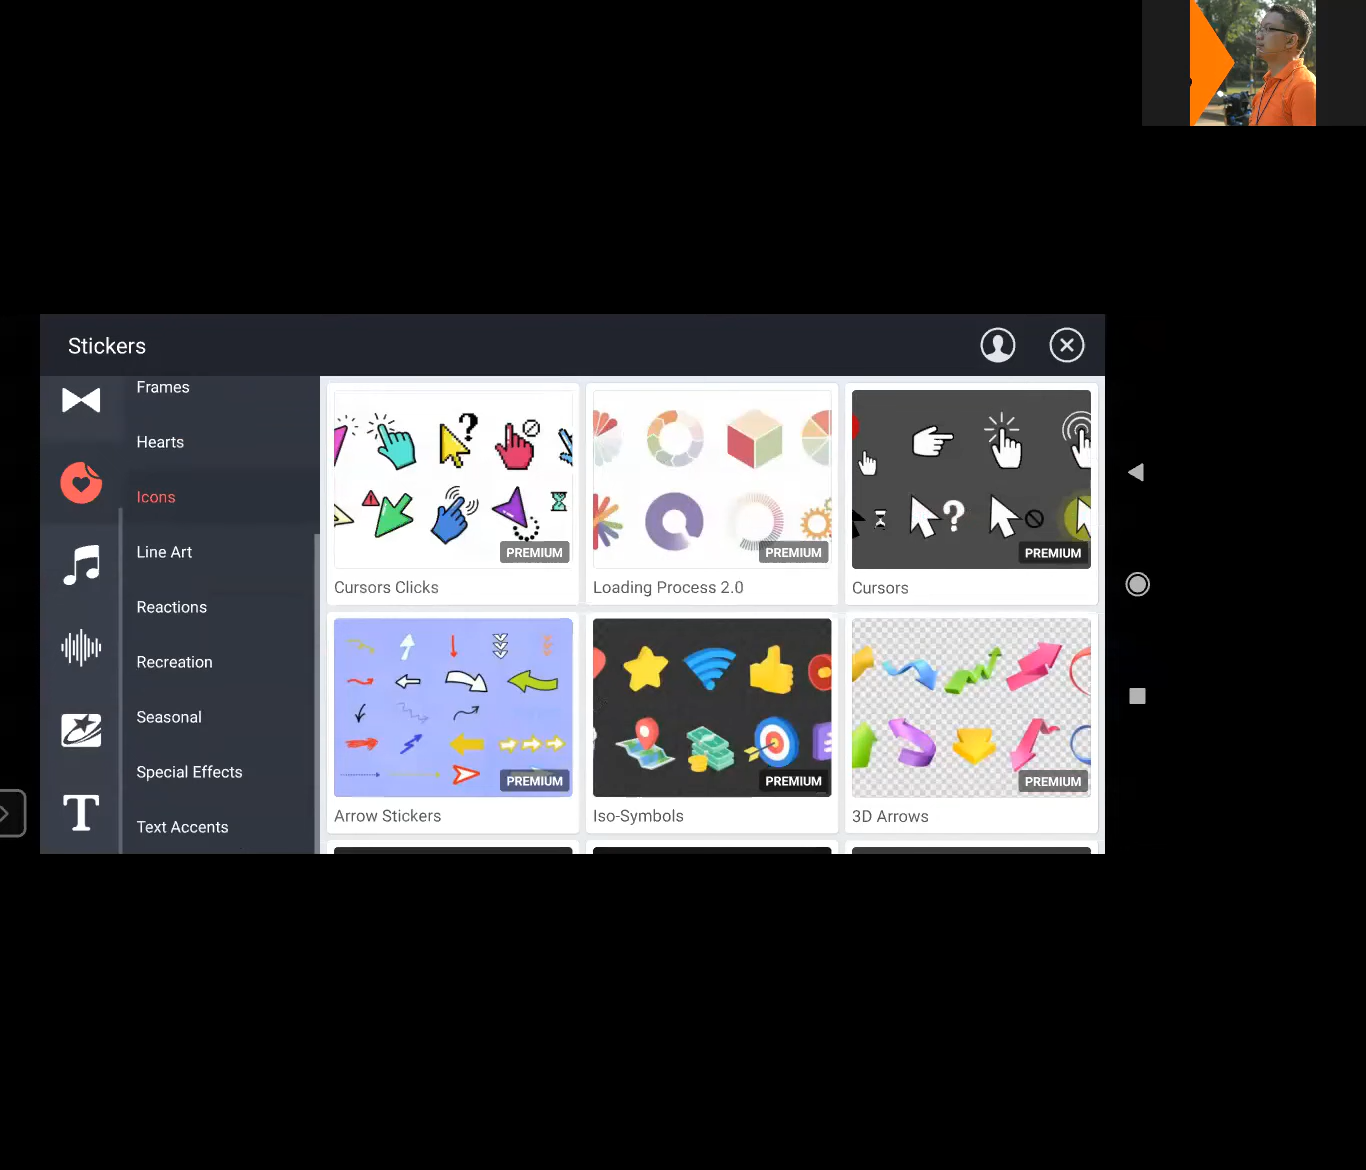 Stickers
Frames
Hearts
Icons
Line Art
Reactions
Recreation
Seasonal
Special Effects
Text Accents
PREMIUM
Cursors Clicks
PREMIUM
Loading Process 2.0
PREMIUM
Cursors
PREMIUM
Arrow Stickers
PREMIUM
Iso-Symbols
PREMIUM
3D Arrows